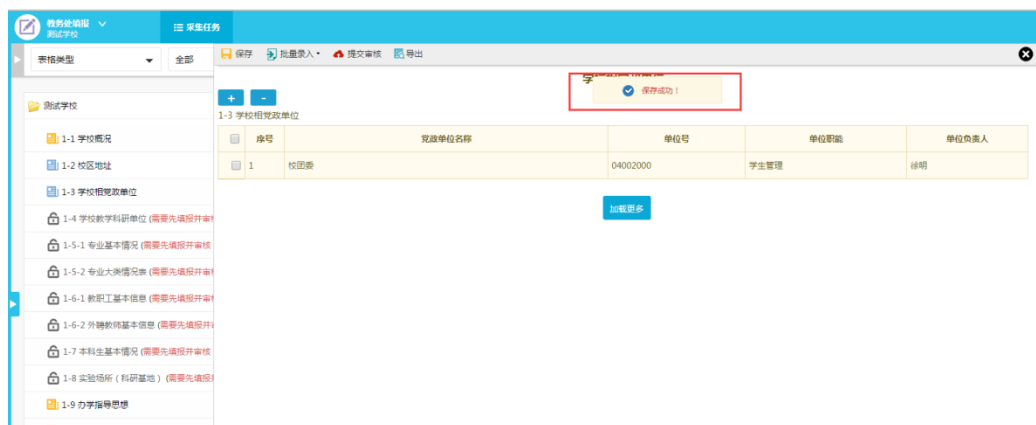 教务处填报
测试学校
采集任务
表格类型
全部
保存
批量录入
提交审核
导出
保存成功！
+
-
1-3 学校相党政单位
序号
党政单位名称
单位号
单位职能
单位负责人
1
校团委
04002000
学生管理
徐明
加载更多
测试学校
1-1 学校概况
1-2 校区地址
1-3 学校相党政单位
1-4 学校教学科研单位 (需要先填报并审
1-5-1 专业基本情况 (需要先填报并审核
1-5-2 专业大类情况表 (需要先填报并审
1-6-1 教职工基本信息 (需要先填报并审
1-6-2 外聘教师基本信息 (需要先填报并
1-7 本科生基本情况 (需要先填报并审核
1-8 实验场所（科研基地） (需要先填报
1-9 办学指导思想